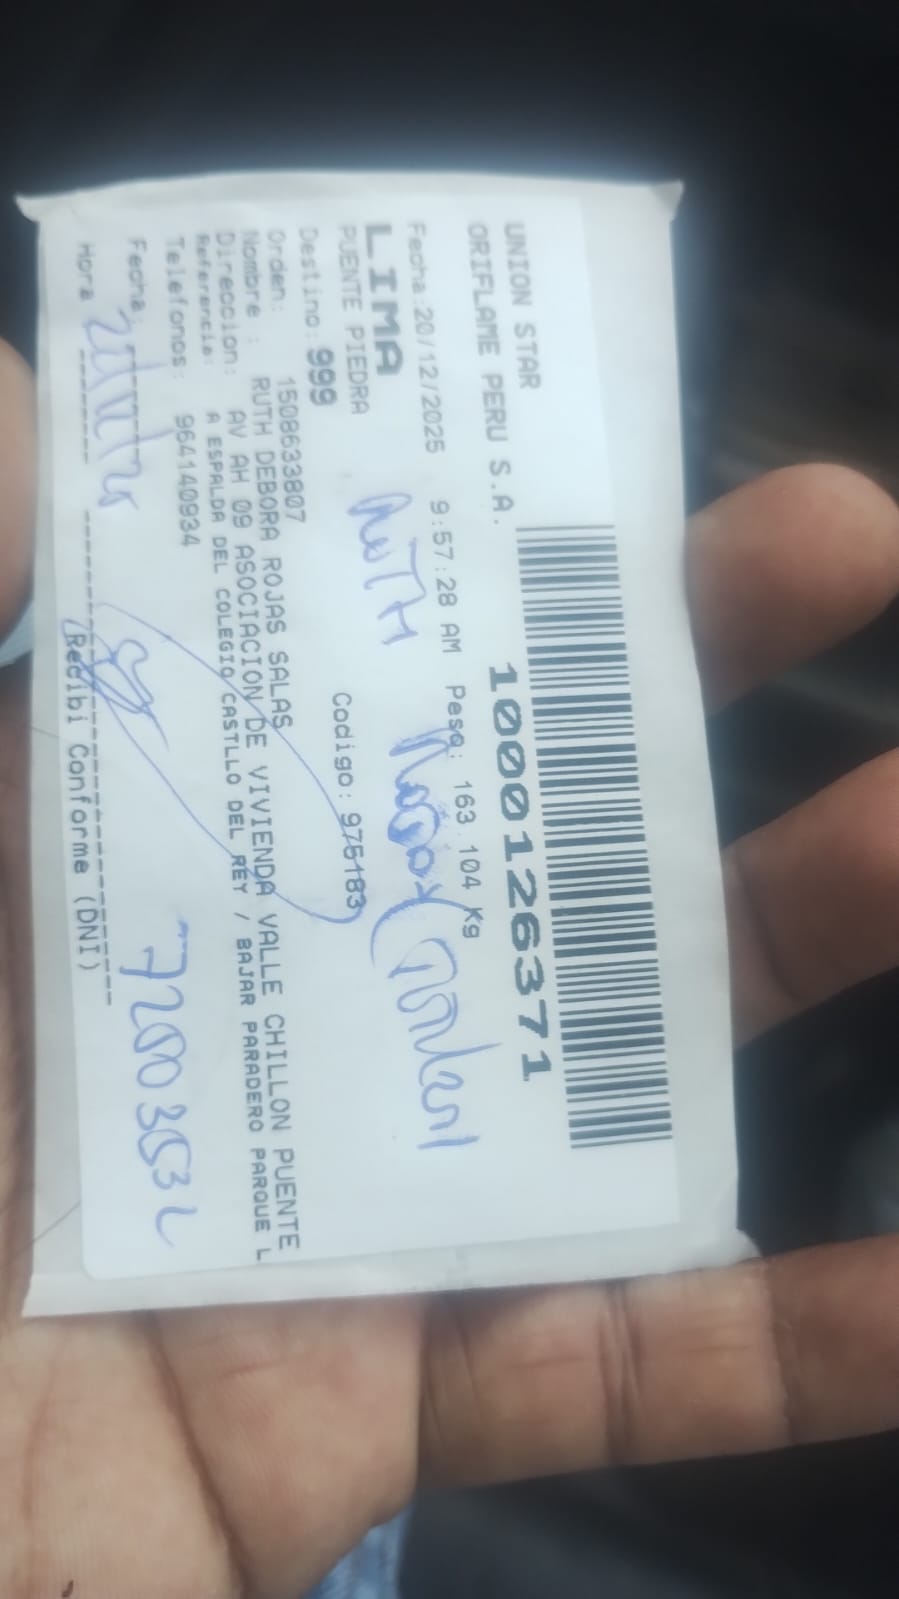 UNION STAR
ORIFLAME PERU S.A.
1000126371
Fecha:20/12/2025 9:57:28 AM Peso: 163.104 Kg
LIMA
PUENTE PIEDRA
RUTH
Destino:999 Codigo: 975183
Orden: 1508633807
Nombre : RUTH DEBORA ROJAS SALAS
Direccion: AV AH 09 ASOCIACION DE VIVIENDA VALLE CHILLON PUENTE
Referencia: A ESPALDA DEL COLEGIO CASTLLO DEL REY / BAJAR PARADERO PARQUE L
Telefonos: 964140934
Fecha:
Hora
Recibi Conforme (DNI)